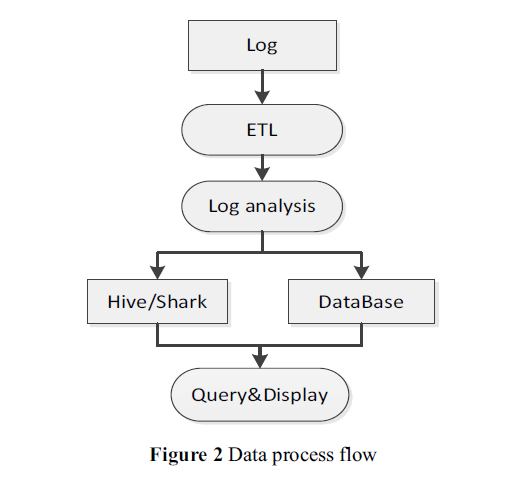 Log
ETL
Log analysis
Hive/Shark
DataBase
Query&Display
Figure 2 Data process flow